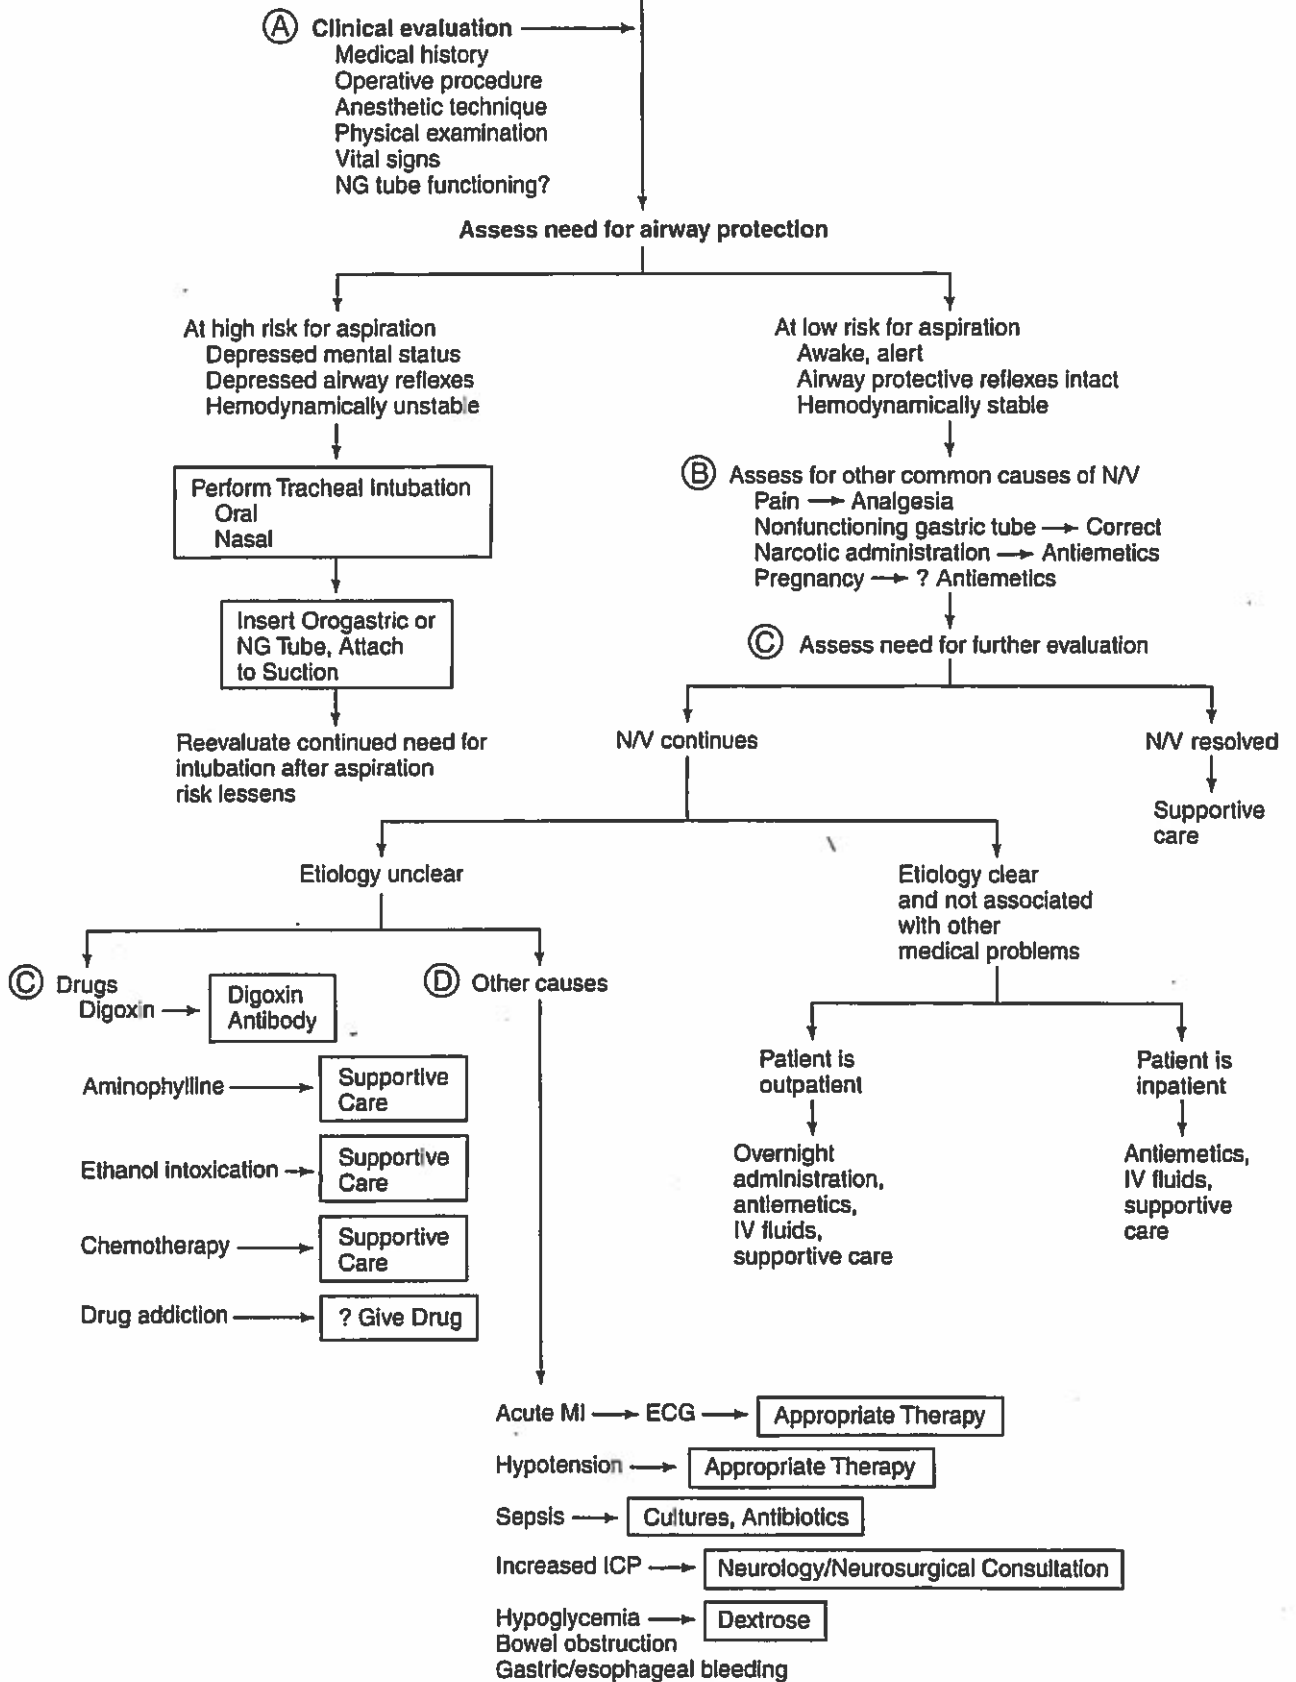 Ⓐ Clinical evaluation
Medical history
Operative procedure
Anesthetic technique
Physical examination
Vital signs
NG tube functioning?
Assess need for airway protection
At high risk for aspiration
Depressed mental status
Depressed airway reflexes
Hemodynamically unstable
At low risk for aspiration
Awake, alert
Airway protective reflexes intact
Hemodynamically stable
Perform Tracheal Intubation
Oral
Nasal
Insert Orogastric or
NG Tube, Attach
to Suction
Reevaluate continued need for
intubation after aspiration
risk lessens
Ⓑ Assess for other common causes of N/V
Pain → Analgesia
Nonfunctioning gastric tube → Correct
Narcotic administration → Antiemetics
Pregnancy → ? Antiemetics
Ⓒ Assess need for further evaluation
N/V continues
N/V resolved
Supportive
care
Etiology unclear
Etiology clear
and not associated
with other
medical problems
Ⓒ Drugs
Digoxin → Digoxin
Antibody
Aminophylline → Supportive
Care
Ethanol intoxication → Supportive
Care
Chemotherapy → Supportive
Care
Drug addiction → ? Give Drug
Ⓓ Other causes
Patient is
outpatient
Overnight
administration,
antiemetics,
IV fluids,
supportive care
Patient is
inpatient
Antiemetics,
IV fluids,
supportive
care
Acute MI → ECG → Appropriate Therapy
Hypotension → Appropriate Therapy
Sepsis → Cultures, Antibiotics
Increased ICP → Neurology/Neurosurgical Consultation
Hypoglycemia → Dextrose
Bowel obstruction
Gastric/esophageal bleeding